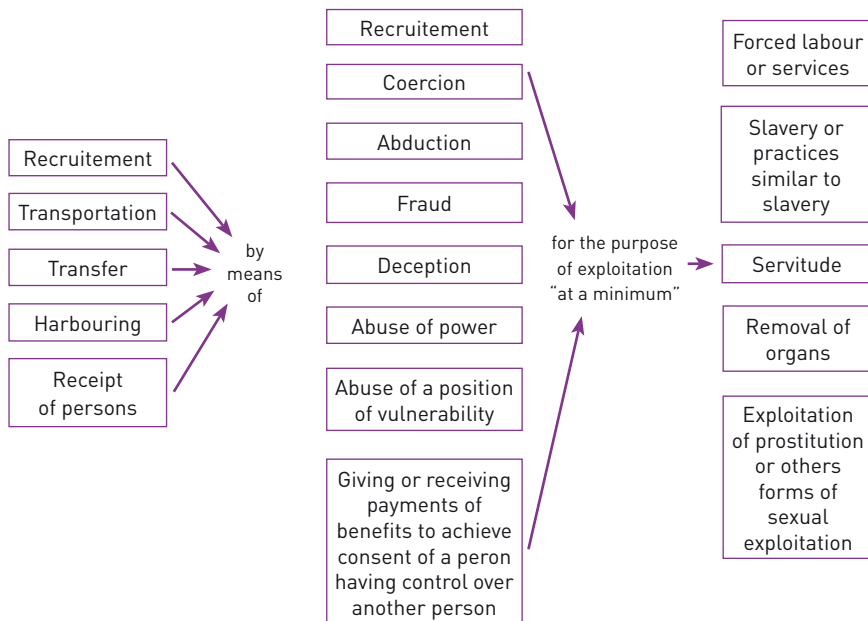 Recruitement
Transportation
Transfer
Harbouring
Receipt
of persons
by
means
of
Recruitement
Coercion
Abduction
Fraud
Deception
Abuse of power
Abuse of a position
of vulnerability
Giving or receiving
payments of
benefits to achieve
consent of a peron
having control over
another person
for the purpose
of exploitation
“at a minimum”
Forced labour
or services
Slavery or
practices
similar to
slavery
Servitude
Removal of
organs
Exploitation
of prostitution
or others
forms of
sexual
exploitation